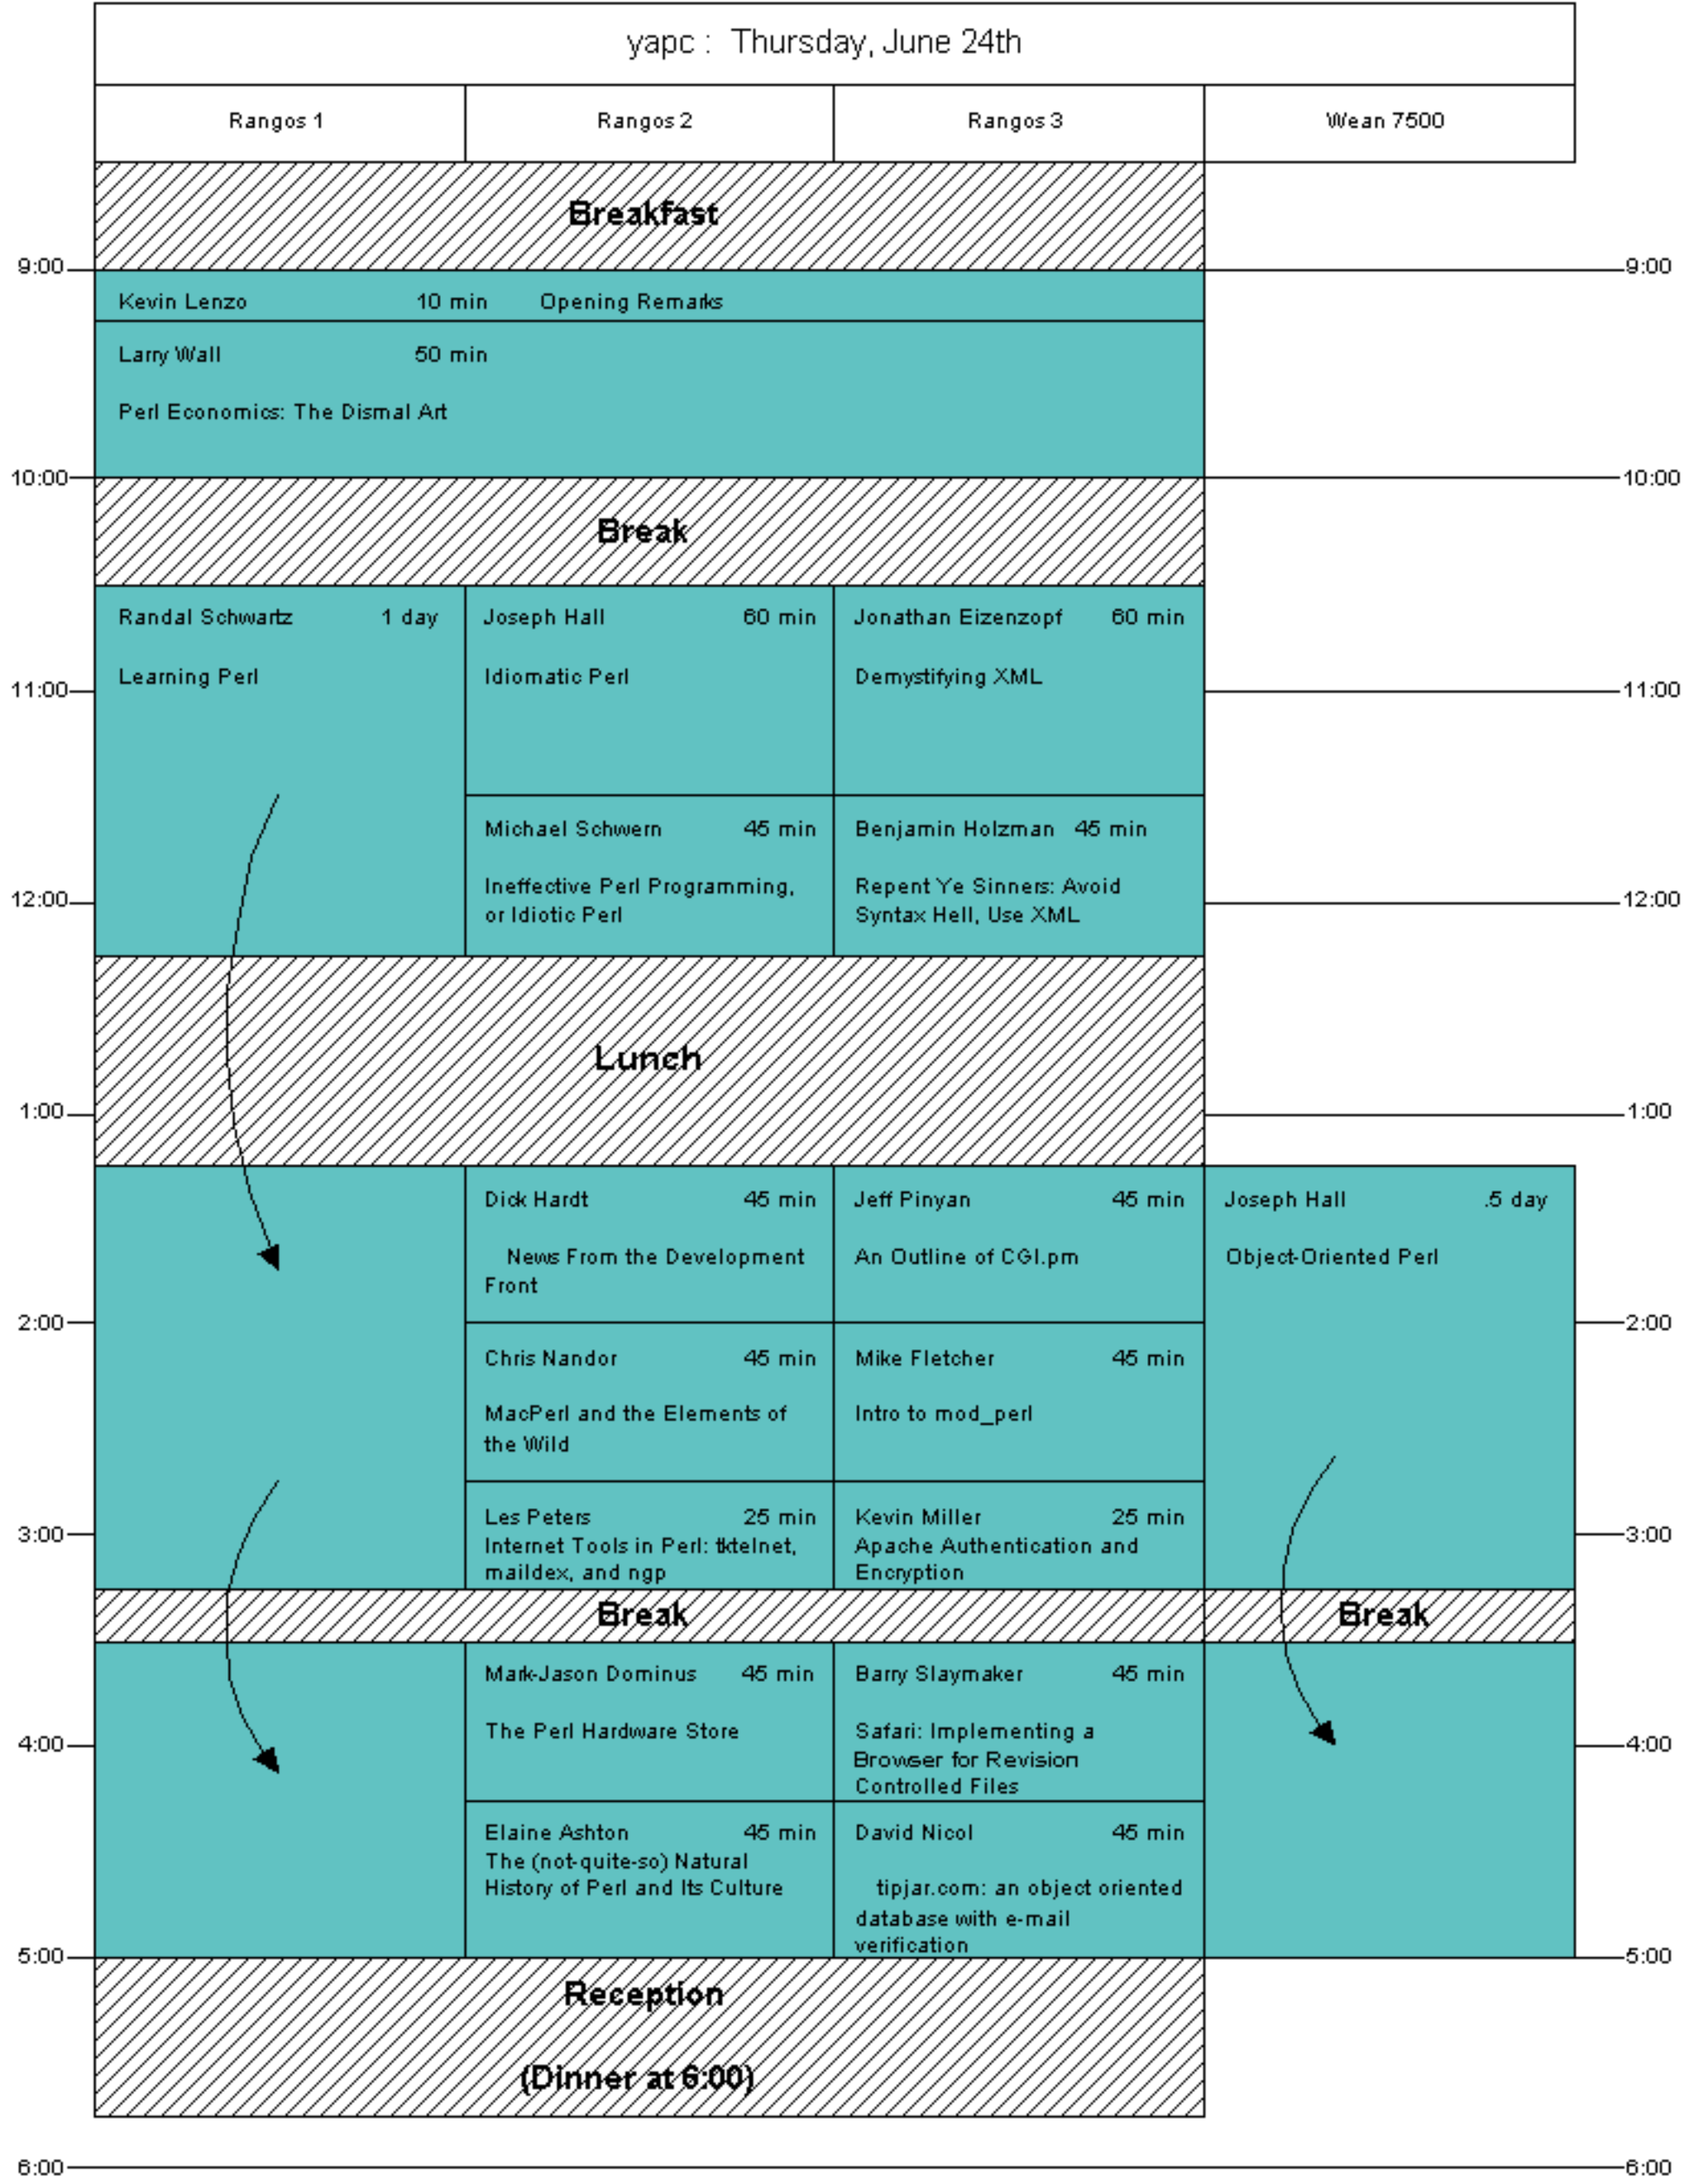 yapc : Thursday, June 24th
Rangos 1 Rangos 2 Rangos 3 Wean 7500
Breakfast
9:00 9:00
Kevin Lenzo 10 min Opening Remarks
Larry Wall 50 min
Perl Economics: The Dismal Art
10:00 10:00
Break
Randal Schwartz 1 day
Learning Perl
Joseph Hall 60 min
Idiomatic Perl
Jonathan Eizenzopf 60 min
Demystifying XML
11:00 11:00
Michael Schwern 45 min
Ineffective Perl Programming,
or Idiotic Perl
Benjamin Holzman 45 min
Repent Ye Sinners: Avoid
Syntax Hell, Use XML
12:00 12:00
Lunch
1:00 1:00
Dick Hardt 45 min
News From the Development
Front
Jeff Pinyan 45 min
An Outline of CGI.pm
Joseph Hall .5 day
Object-Oriented Perl
2:00 2:00
Chris Nandor 45 min
MacPerl and the Elements of
the Wild
Mike Fletcher 45 min
Intro to mod_perl
Les Peters 25 min
Internet Tools in Perl: tktelnet,
maildex, and ngp
Kevin Miller 25 min
Apache Authentication and
Encryption
3:00 3:00
Break Break
Mark-Jason Dominus 45 min
The Perl Hardware Store
Barry Slaymaker 45 min
Safari: Implementing a
Browser for Revision
Controlled Files
4:00 4:00
Elaine Ashton 45 min
The (not-quite-so) Natural
History of Perl and Its Culture
David Nicol 45 min
tipjar.com: an object oriented
database with e-mail
verification
5:00 5:00
Reception
(Dinner at 6:00)
6:00 6:00